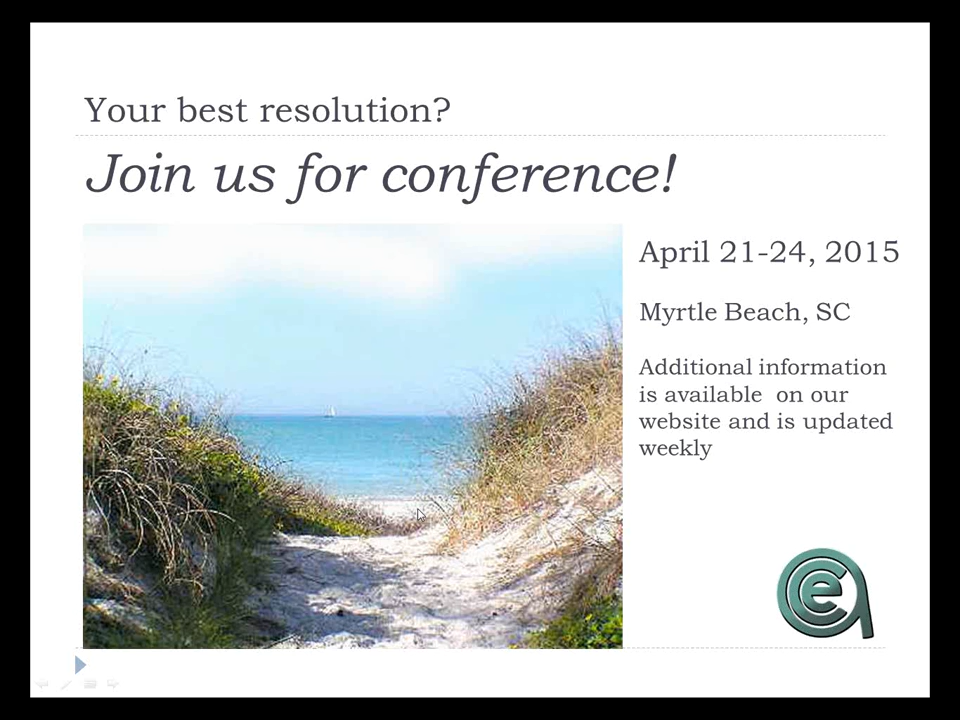 Your best resolution?
Join us for conference!
April 21-24, 2015
Myrtle Beach, SC
Additional information
is available  on our
website and is updated
weekly